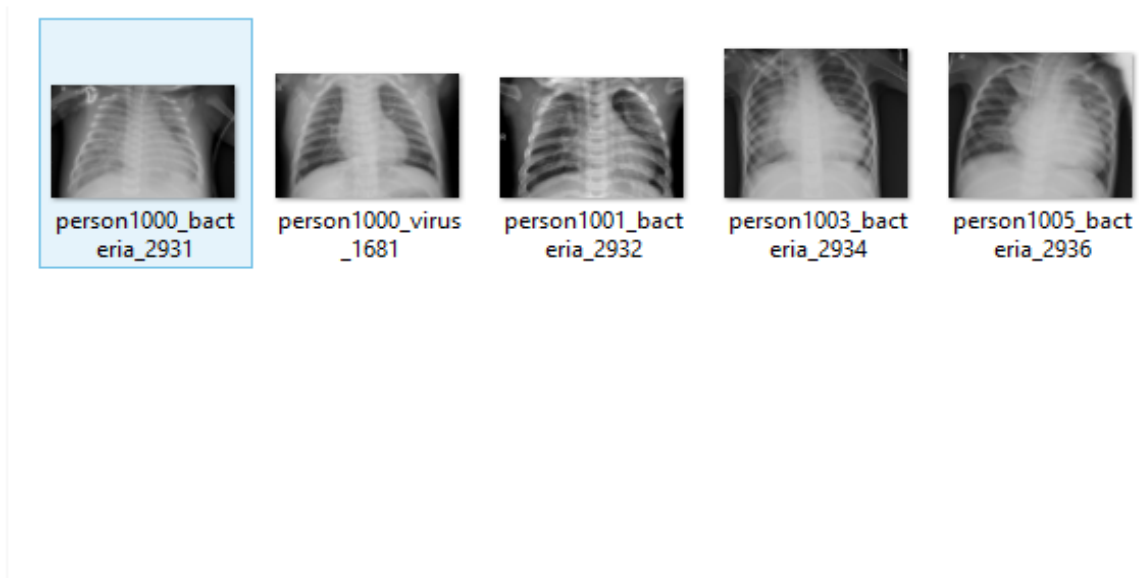 person1000_bact
eria_2931
person1000_virus
_1681
person1001_bact
eria_2932
person1003_bact
eria_2934
person1005_bact
eria_2936